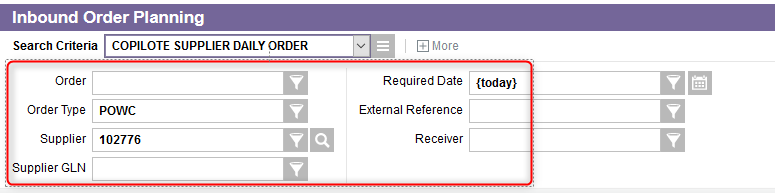 Inbound Order Planning
Search Criteria COPILOTE SUPPLIER DAILY ORDER More
Order Required Date {today}
Order Type POWC External Reference
Supplier 102776 Receiver
Supplier GLN